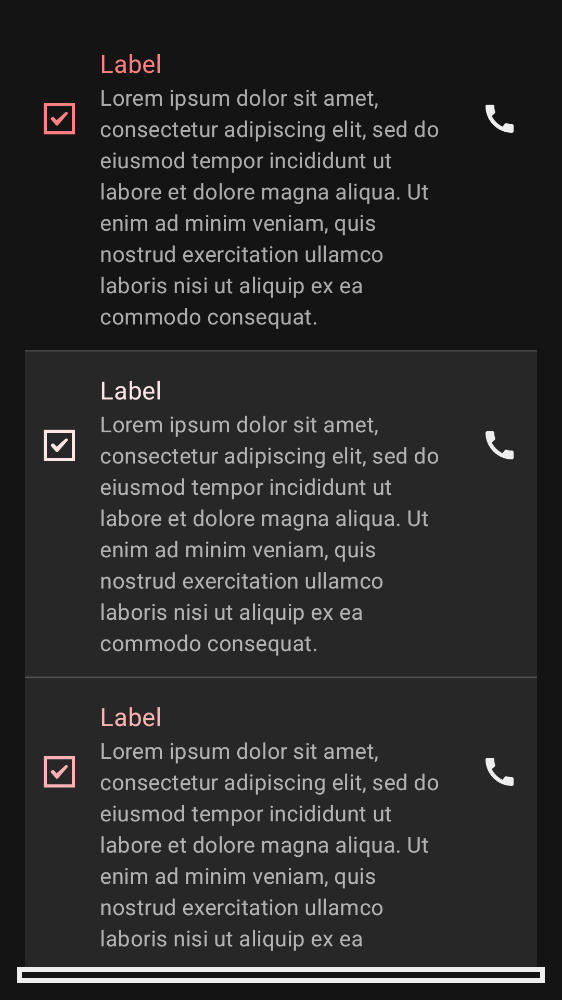 Label
Lorem ipsum dolor sit amet,
consectetur adipiscing elit, sed do
eiusmod tempor incididunt ut
labore et dolore magna aliqua. Ut
enim ad minim veniam, quis
nostrud exercitation ullamco
laboris nisi ut aliquip ex ea
commodo consequat.
Label
Lorem ipsum dolor sit amet,
consectetur adipiscing elit, sed do
eiusmod tempor incididunt ut
labore et dolore magna aliqua. Ut
enim ad minim veniam, quis
nostrud exercitation ullamco
laboris nisi ut aliquip ex ea
commodo consequat.
Label
Lorem ipsum dolor sit amet,
consectetur adipiscing elit, sed do
eiusmod tempor incididunt ut
labore et dolore magna aliqua. Ut
enim ad minim veniam, quis
nostrud exercitation ullamco
laboris nisi ut aliquip ex ea